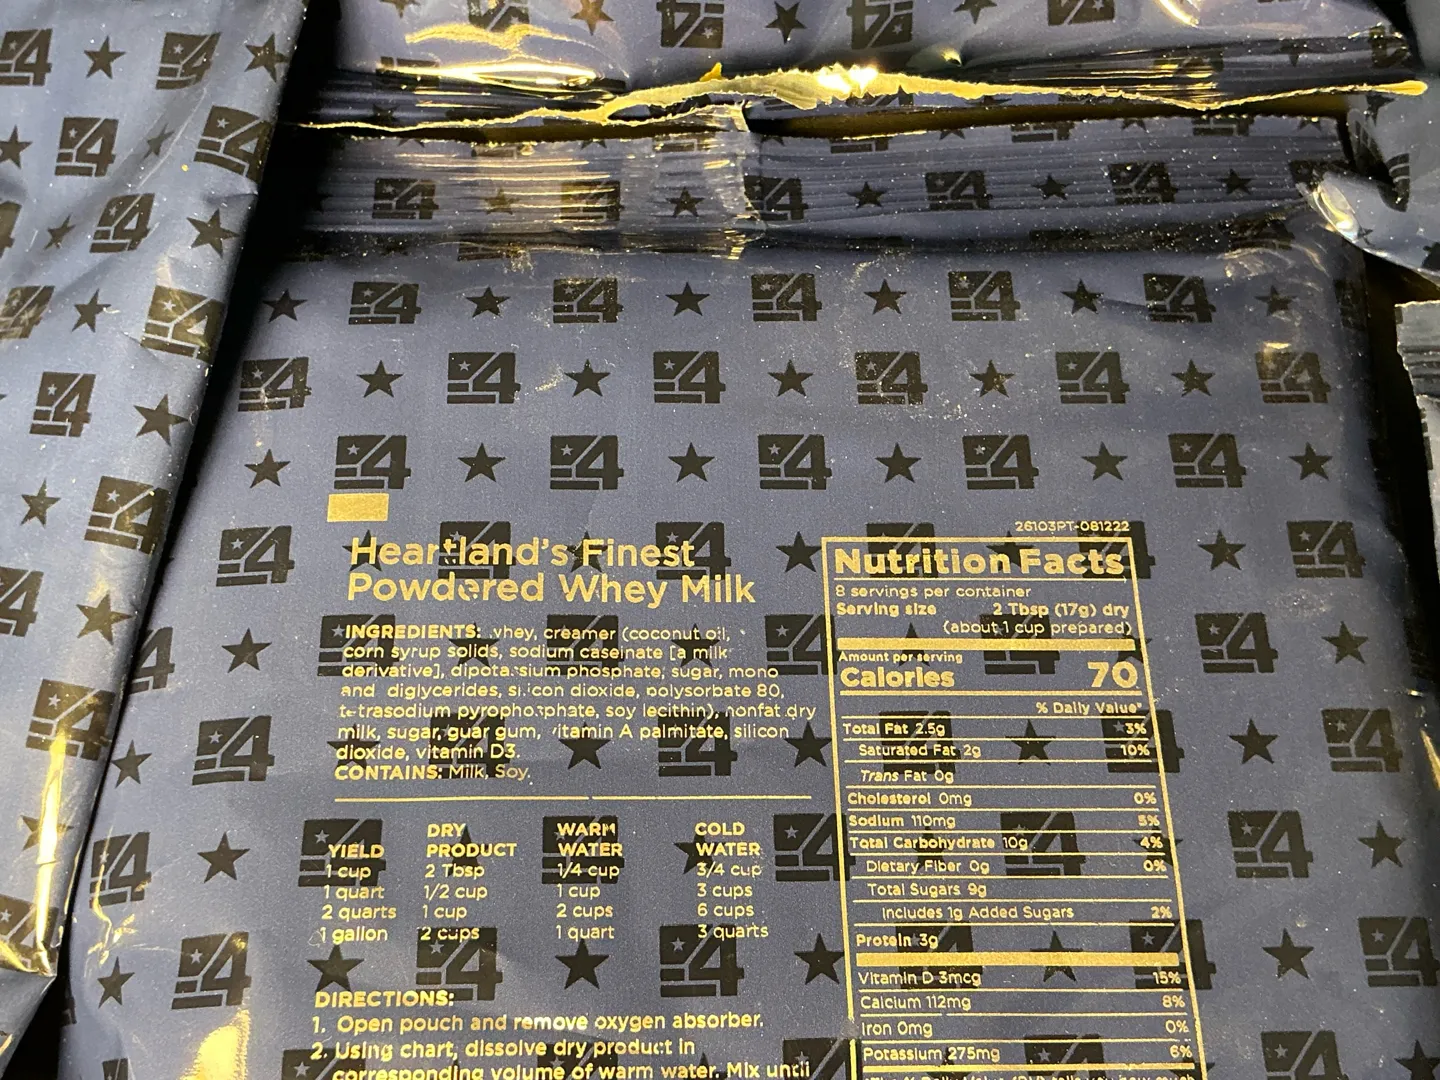 26103PT-081222
Heartland's Finest
Powdered Whey Milk
INGREDIENTS: whey, creamer (coconut oil,
corn syrup solids, sodium caseinate [a milk
derivative], dipotassium phosphate, sugar, mono
and diglycerides, silicon dioxide, polysorbate 80,
tetrasodium pyrophosphate, soy lecithin), nonfat dry
milk, sugar, guar gum, vitamin A palmitate, silicon
dioxide, vitamin D3.
CONTAINS: Milk, Soy.
YIELD DRY PRODUCT WARM WATER COLD WATER
1 cup 2 Tbsp 1/4 cup 3/4 cup
1 quart 1/2 cup 1 cup 3 cups
2 quarts 1 cup 2 cups 6 cups
1 gallon 2 cups 1 quart 3 quarts
DIRECTIONS:
1. Open pouch and remove oxygen absorber.
2. Using chart, dissolve dry product in
corresponding volume of warm water. Mix until
Nutrition Facts
8 servings per container
Serving size 2 Tbsp (17g) dry
(about 1 cup prepared)
Amount per serving
Calories 70
% Daily Value*
Total Fat 2.5g 3%
Saturated Fat 2g 10%
Trans Fat 0g
Cholesterol 0mg 0%
Sodium 110mg 5%
Total Carbohydrate 10g 4%
Dietary Fiber 0g 0%
Total Sugars 9g
Includes 1g Added Sugars 2%
Protein 3g
Vitamin D 3mcg 15%
Calcium 112mg 8%
Iron 0mg 0%
Potassium 275mg 6%